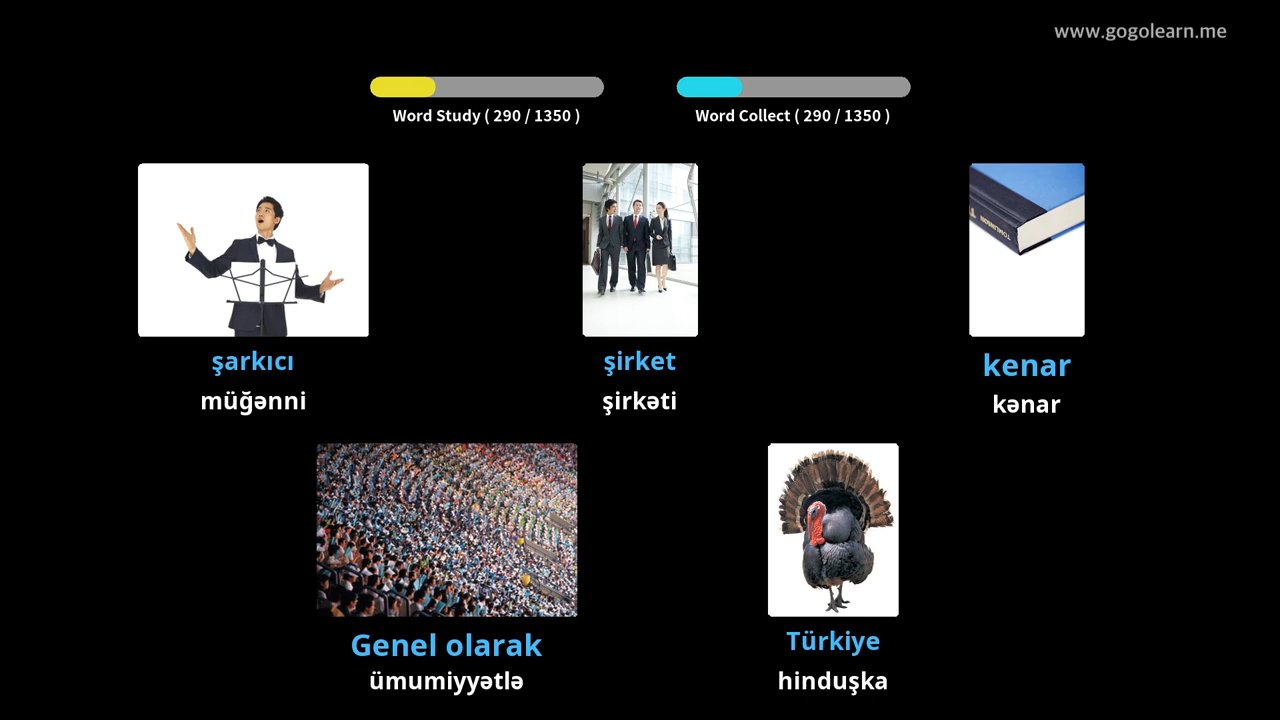 www.gogolearn.me
Word Study ( 290 / 1350 )
Word Collect ( 290 / 1350 )
TOMLINSON
şarkıcı
şirket
kenar
müğənni
şirkəti
kənar
Genel olarak
Türkiye
ümumiyyətlə
hinduşka